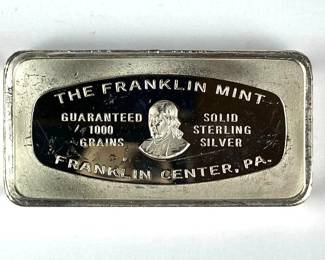 THE FRANKLIN MINT
GUARANTEED
1000
GRAINS
SOLID
STERLING
SILVER
FRANKLIN CENTER, PA.